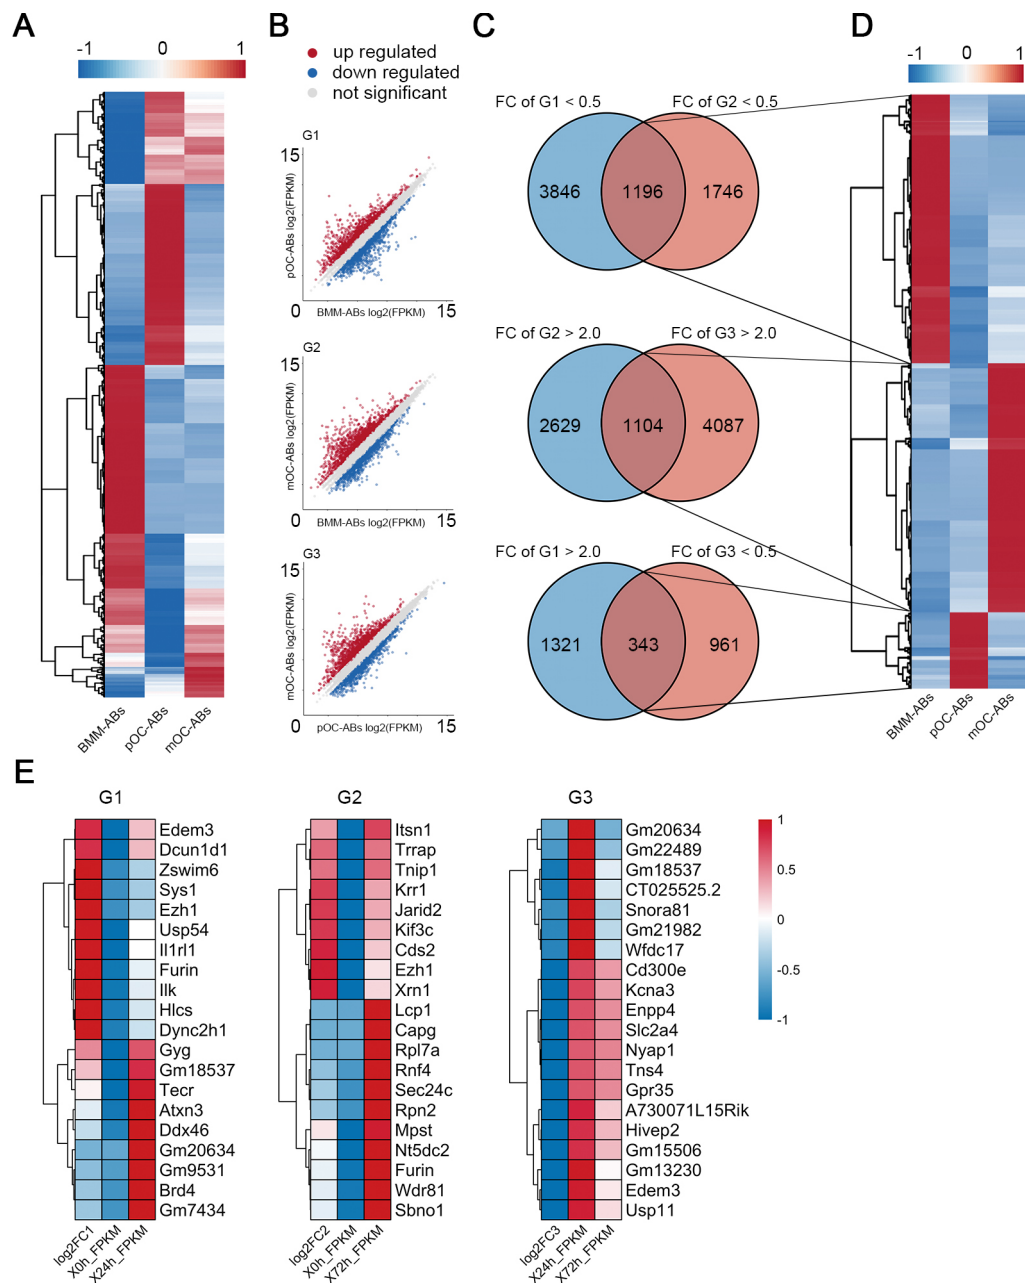 A
B
C
D
-1 0 1
up regulated
down regulated
not significant
-1 0 1
BMM-ABs
pOC-ABs
mOC-ABs
G1
15
pOC-ABs log2(FPKM)
0
BMM-ABs log2(FPKM)
15
G2
15
mOC-ABs log2(FPKM)
0
BMM-ABs log2(FPKM)
15
G3
15
mOC-ABs log2(FPKM)
0
pOC-ABs log2(FPKM)
15
FC of G1 < 0.5
FC of G2 < 0.5
3846
1196
1746
FC of G2 > 2.0
FC of G3 > 2.0
2629
1104
4087
FC of G1 > 2.0
FC of G3 < 0.5
1321
343
961
BMM-ABs
pOC-ABs
mOC-ABs
E
G1
Edem3
Dcun1d1
Zswim6
Sys1
Ezh1
Usp54
Il1rl1
Furin
Ilk
Hlcs
Dync2h1
Gyg
Gm18537
Tecr
Atxn3
Ddx46
Gm20634
Gm9531
Brd4
Gm7434
log2FC1
X0h_FPKM
X24h_FPKM
G2
Itsn1
Trrap
Tnip1
Krr1
Jarid2
Kif3c
Cds2
Ezh1
Xrn1
Lcp1
Capg
Rpl7a
Rnf4
Sec24c
Rpn2
Mpst
Nt5dc2
Furin
Wdr81
Sbno1
log2FC2
X0h_FPKM
X72h_FPKM
G3
Gm20634
Gm22489
Gm18537
CT025525.2
Snora81
Gm21982
Wfdc17
Cd300e
Kcna3
Enpp4
Slc2a4
Nyap1
Tns4
Gpr35
A730071L15Rik
Hivep2
Gm15506
Gm13230
Edem3
Usp11
log2FC3
X24h_FPKM
X72h_FPKM
1
0.5
0
-0.5
-1